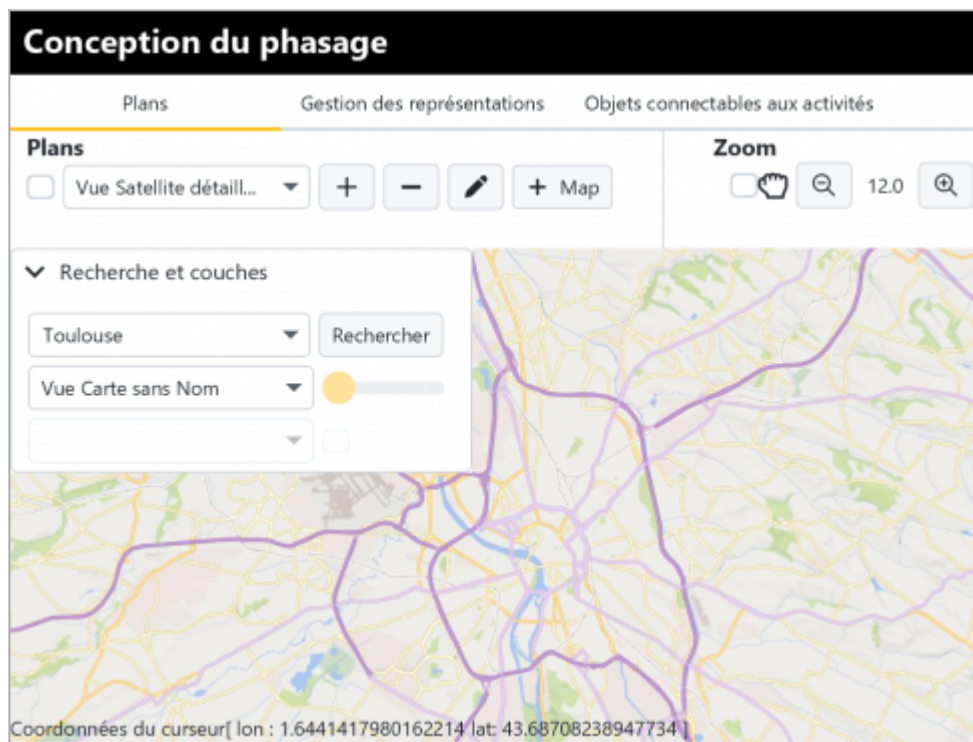 Conception du phasage
Plans Gestion des représentations Objets connectables aux activités
Plans Zoom
Vue Satellite détaill... + − + Map 12.0
Recherche et couches
Toulouse Rechercher
Vue Carte sans Nom
Coordonnées du curseur[ lon : 1.6441417980162214 lat: 43.687082389477734 ]